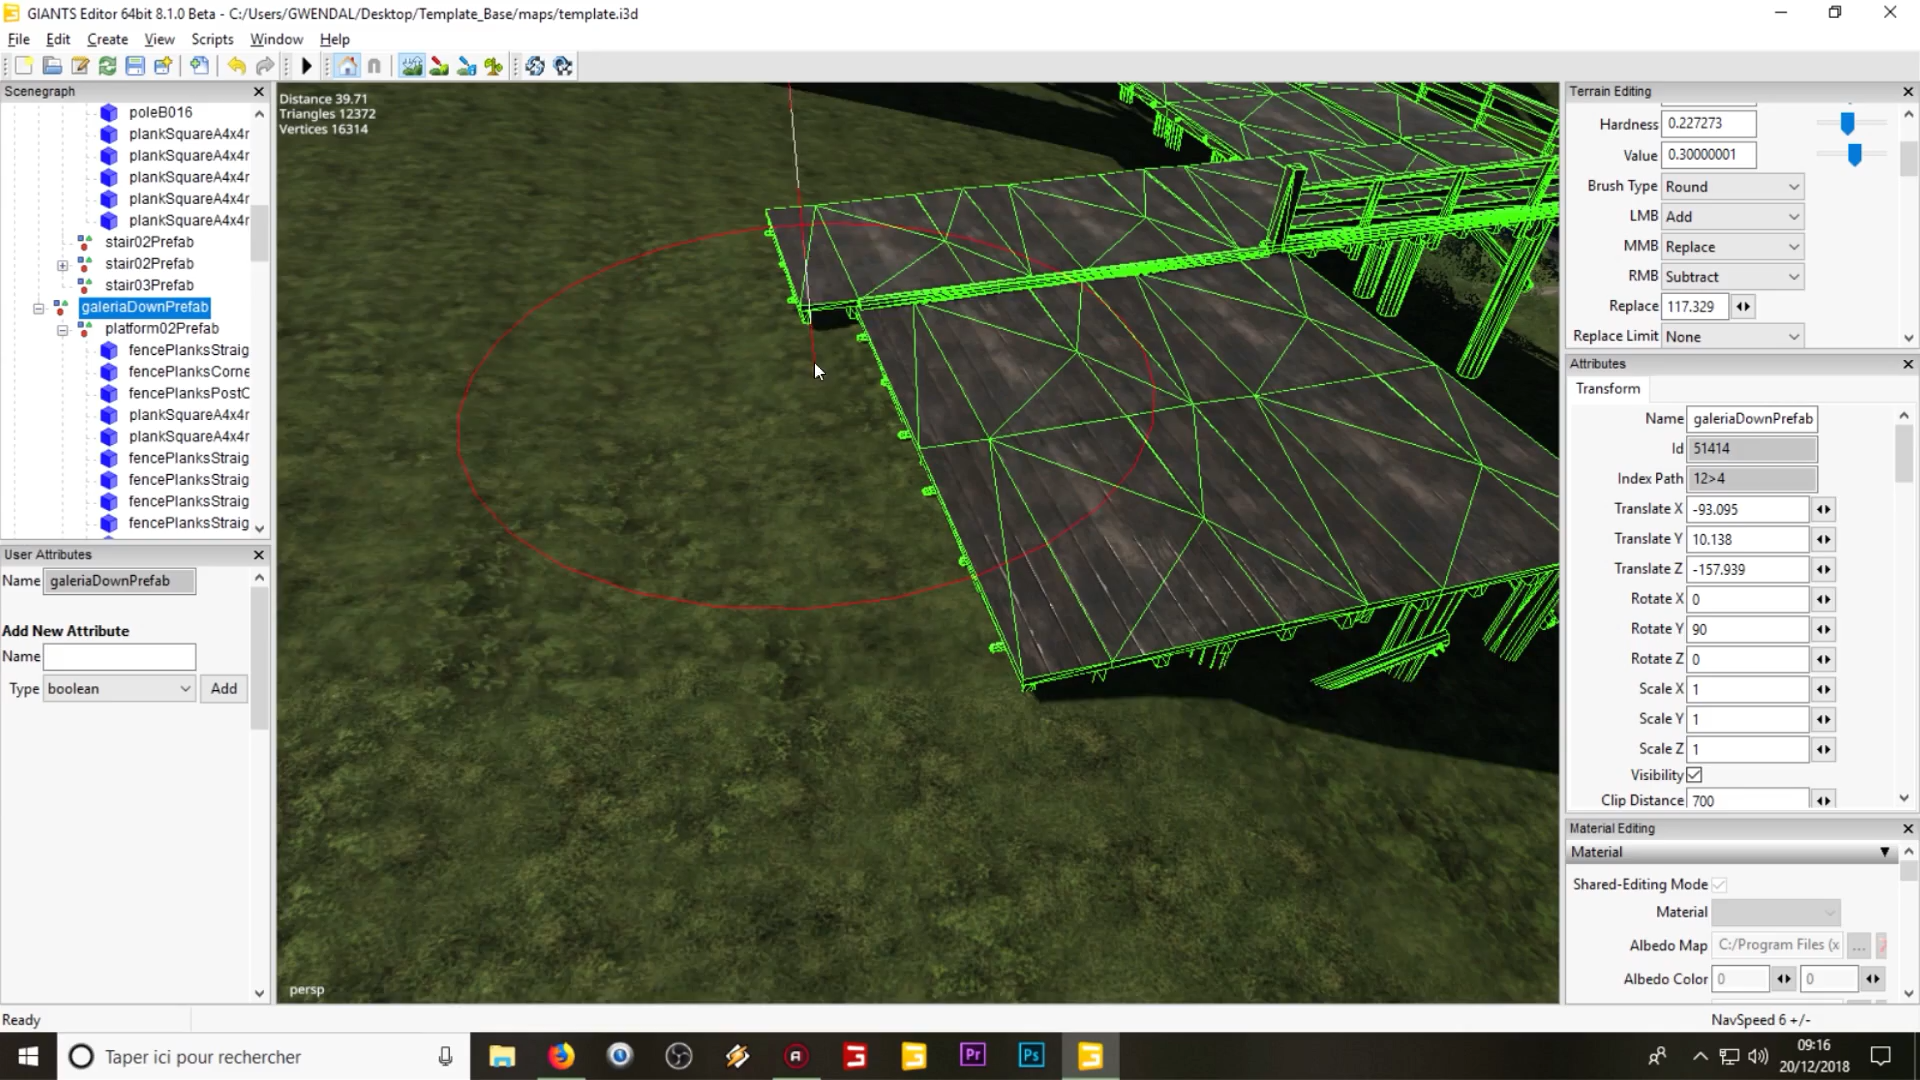 GIANTS Editor 64bit 8.1.0 Beta - C:/Users/GWENDAL/Desktop/Template_Base/maps/template.i3d
File Edit Create View Scripts Window Help
Scenegraph
poleB016
plankSquareA4x4r
plankSquareA4x4r
plankSquareA4x4r
plankSquareA4x4r
plankSquareA4x4r
stair02Prefab
stair02Prefab
stair03Prefab
galeriaDownPrefab
platform02Prefab
fencePlanksStraig
fencePlanksCorne
fencePlanksPostC
plankSquareA4x4r
plankSquareA4x4r
fencePlanksStraig
fencePlanksStraig
fencePlanksStraig
fencePlanksStraig
User Attributes
Name galeriaDownPrefab
Add New Attribute
Name
Type boolean Add
Distance 39.71
Triangles 12372
Vertices 16314
persp
Terrain Editing
Hardness 0.227273
Value 0.30000001
Brush Type Round
LMB Add
MMB Replace
RMB Subtract
Replace 117.329
Replace Limit None
Attributes
Transform
Name galeriaDownPrefab
Id 51414
Index Path 12>4
Translate X -93.095
Translate Y 10.138
Translate Z -157.939
Rotate X 0
Rotate Y 90
Rotate Z 0
Scale X 1
Scale Y 1
Scale Z 1
Visibility
Clip Distance 700
Material Editing
Material
Shared-Editing Mode
Material
Albedo Map C:/Program Files (x ...
Albedo Color 0 0
Ready
NavSpeed 6 +/-
Taper ici pour rechercher
Pr
Ps
09:16
20/12/2018